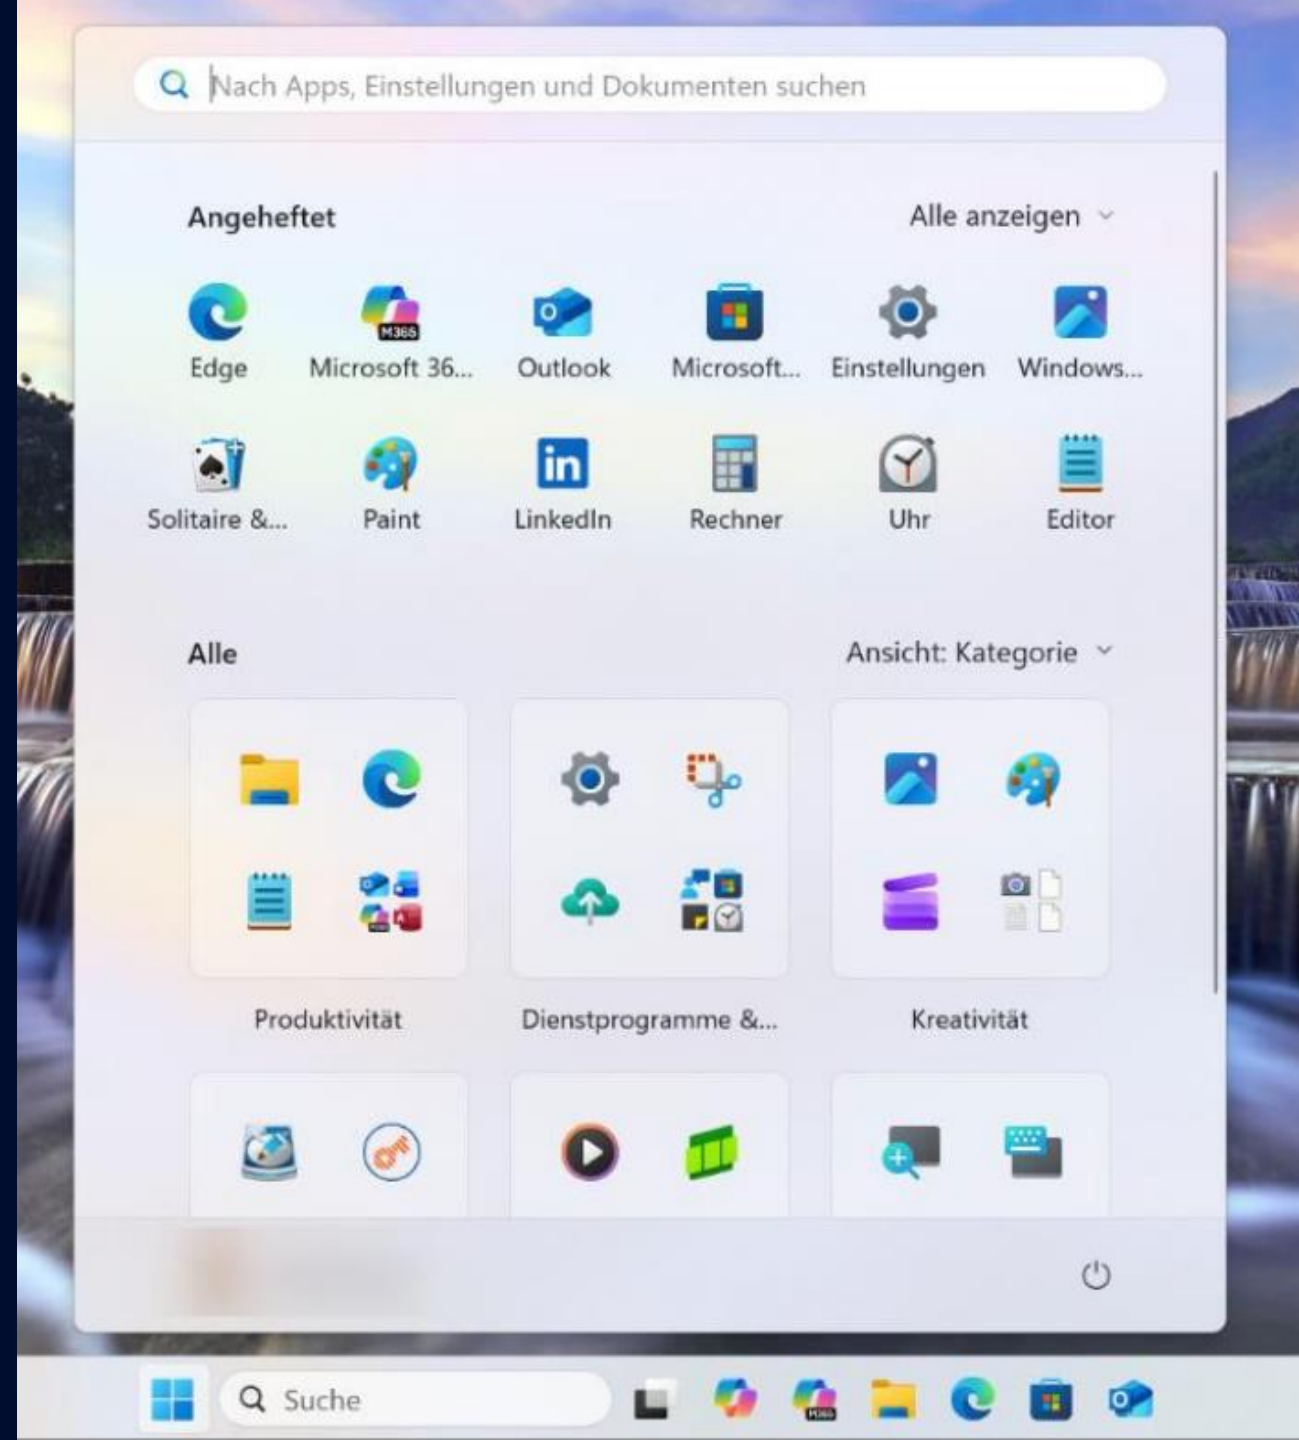 Nach Apps, Einstellungen und Dokumenten suchen
Angeheftet
Alle anzeigen
Edge
Microsoft 36...
Outlook
Microsoft...
Einstellungen
Windows...
Solitaire &...
Paint
LinkedIn
Rechner
Uhr
Editor
Alle
Ansicht: Kategorie
Produktivität
Dienstprogramme &...
Kreativität
Suche